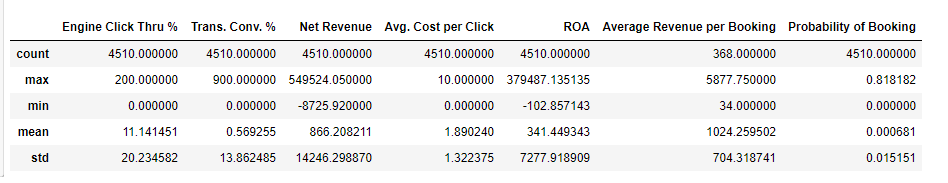 Engine Click Thru % Trans. Conv. % Net Revenue Avg. Cost per Click ROA Average Revenue per Booking Probability of Booking
count 4510.000000 4510.000000 4510.000000 4510.000000 4510.000000 368.000000 4510.000000
max 200.000000 900.000000 549524.050000 10.000000 379487.135135 5877.750000 0.818182
min 0.000000 0.000000 -8725.920000 0.000000 -102.857143 34.000000 0.000000
mean 11.141451 0.569255 866.208211 1.890240 341.449343 1024.259502 0.000681
std 20.234582 13.862485 14246.298870 1.322375 7277.918909 704.318741 0.015151